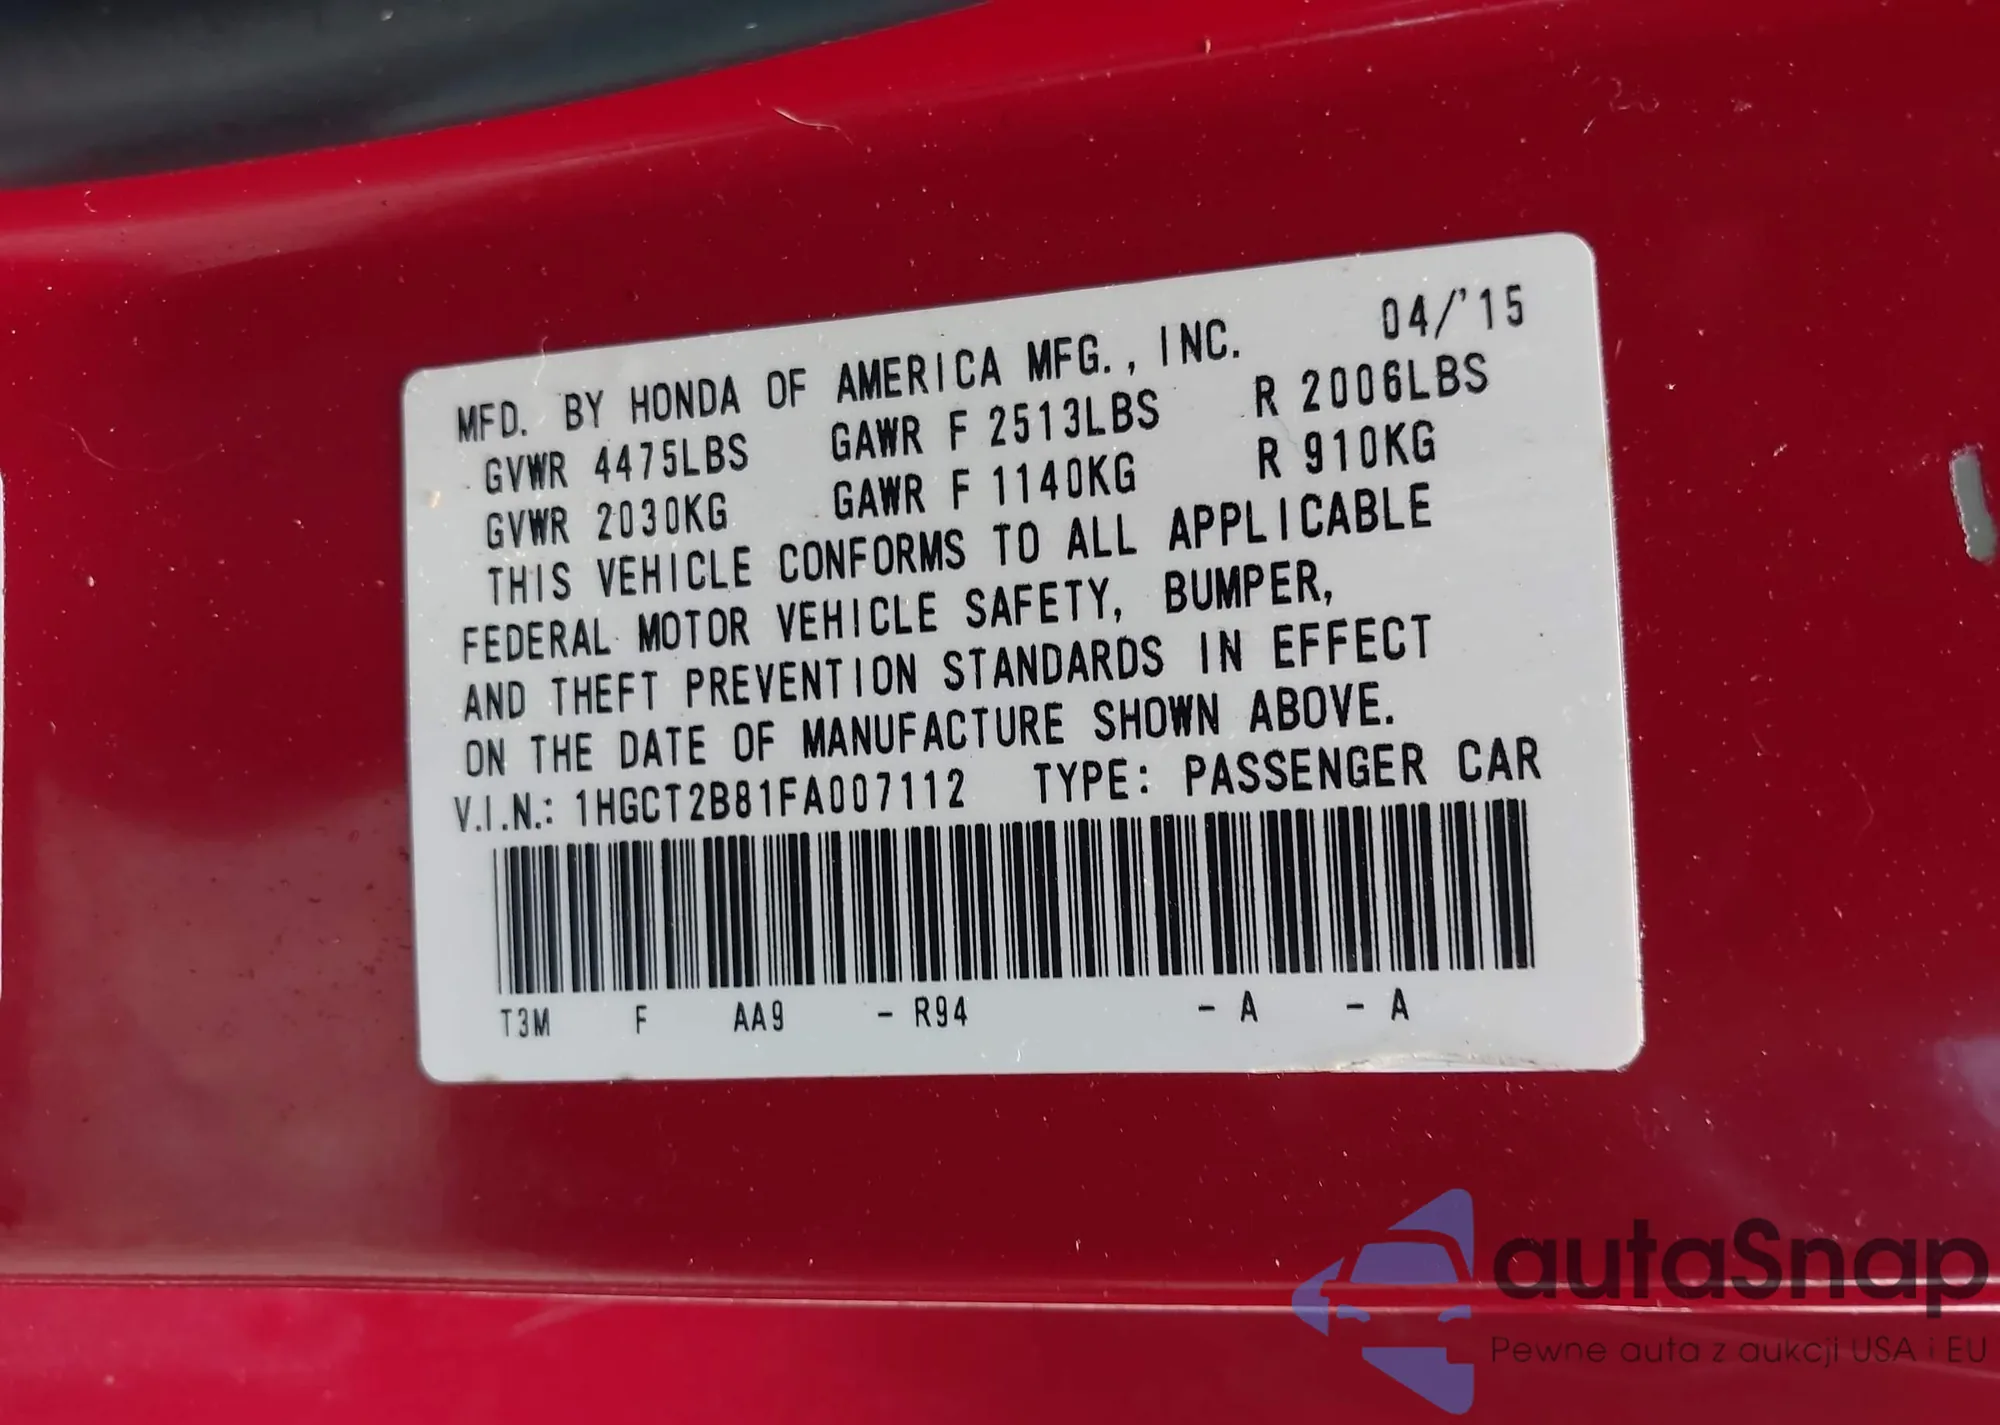 MFD. BY HONDA OF AMERICA MFG., INC. 04/'15
GVWR 4475LBS GAWR F 2513LBS R 2006LBS
GVWR 2030KG GAWR F 1140KG R 910KG
THIS VEHICLE CONFORMS TO ALL APPLICABLE
FEDERAL MOTOR VEHICLE SAFETY, BUMPER,
AND THEFT PREVENTION STANDARDS IN EFFECT
ON THE DATE OF MANUFACTURE SHOWN ABOVE.
V.I.N.: 1HGCT2B81FA007112 TYPE: PASSENGER CAR
T3M F AA9 - R94 - A - A
autaSnap
Pewne auta z aukcji USA i EU